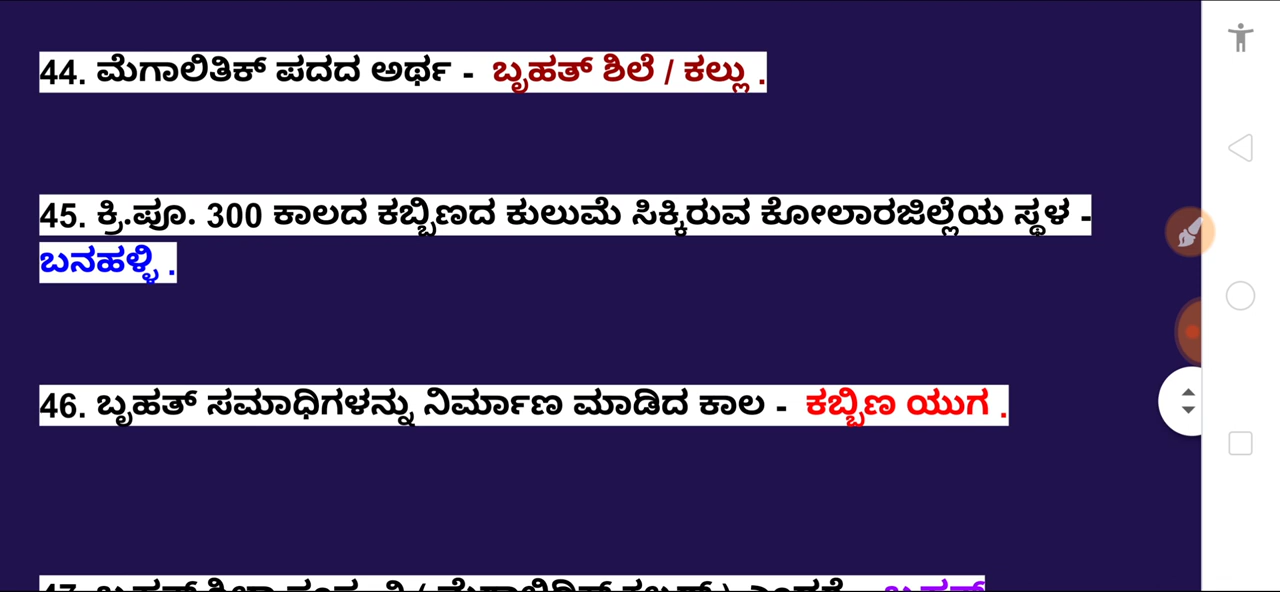 44. ಮೆಗಾಲಿತಿಕ್ ಪದದ ಅರ್ಥ - ಬೃಹತ್ ಶಿಲೆ / ಕಲ್ಲು .
45. ಕ್ರಿ.ಪೂ. 300 ಕಾಲದ ಕಬ್ಬಿಣದ ಕುಲುಮೆ ಸಿಕ್ಕಿರುವ ಕೋಲಾರಜಿಲ್ಲೆಯ ಸ್ಥಳ -
ಬನಹಳ್ಳಿ .
46. ಬೃಹತ್ ಸಮಾಧಿಗಳನ್ನು ನಿರ್ಮಾಣ ಮಾಡಿದ ಕಾಲ - ಕಬ್ಬಿಣ ಯುಗ .